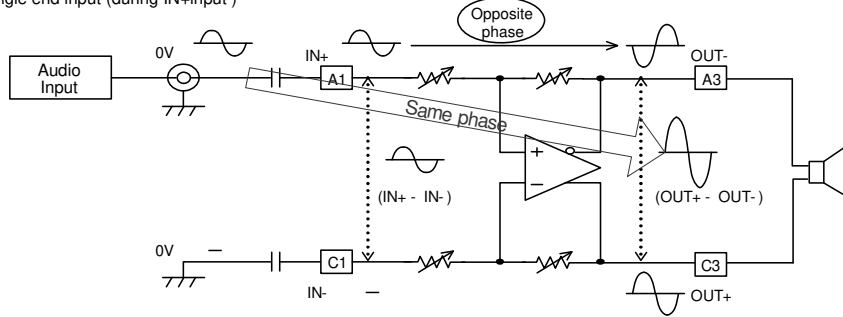 ngle end input (during IN+input )
Opposite
phase
0V
IN+
OUT-
Audio
Input
A1
A3
Same phase
+
(IN+ - IN- )
−
(OUT+ - OUT- )
0V
−
C1
C3
IN-
−
OUT+